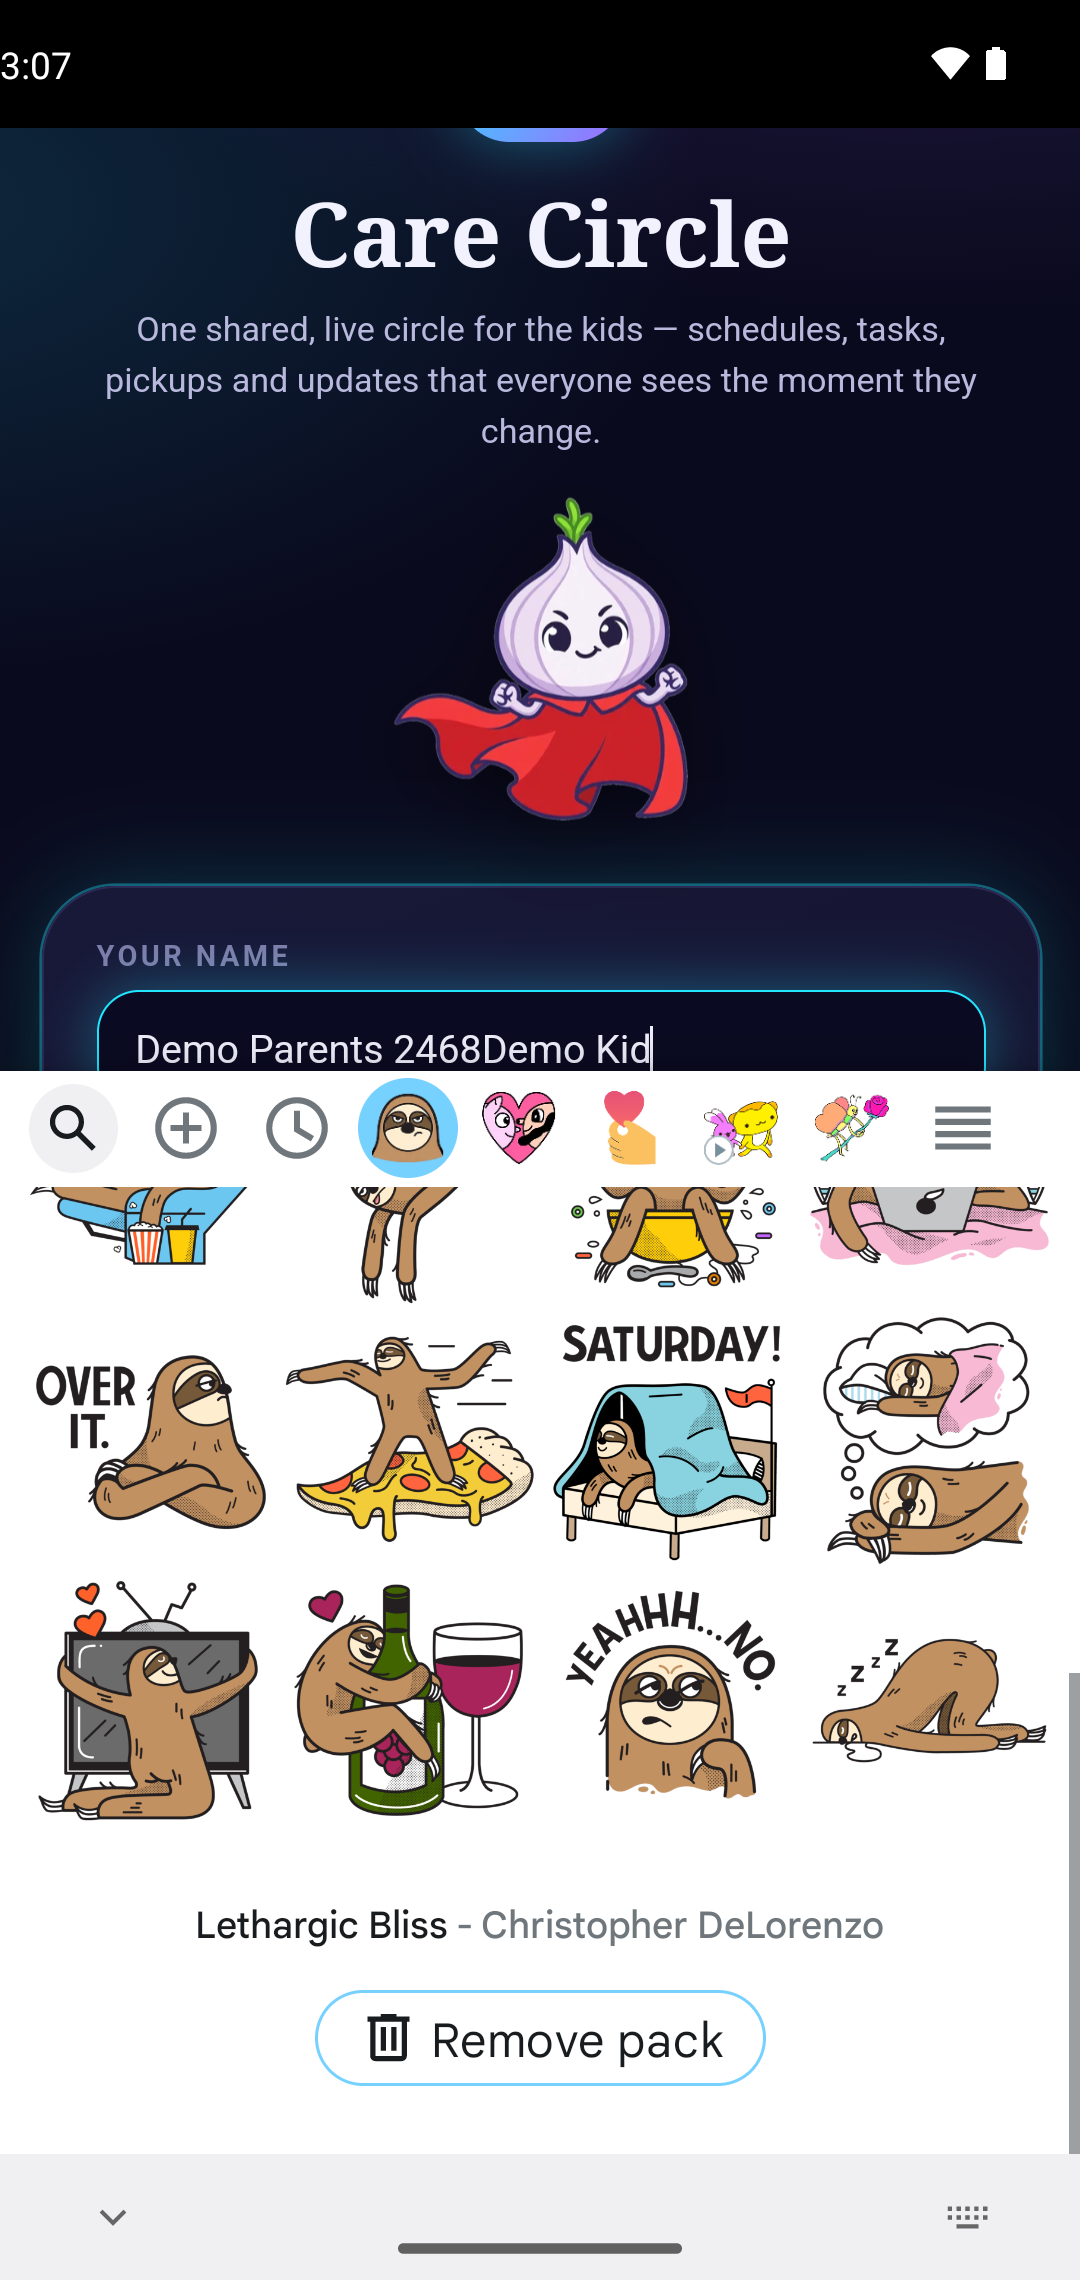 3:07
Care Circle
One shared, live circle for the kids — schedules, tasks,
pickups and updates that everyone sees the moment they
change.
YOUR NAME
Demo Parents 2468Demo Kid
OVER
IT.
SATURDAY!
YEAHHH...NO.
z z z z
Lethargic Bliss - Christopher DeLorenzo
Remove pack